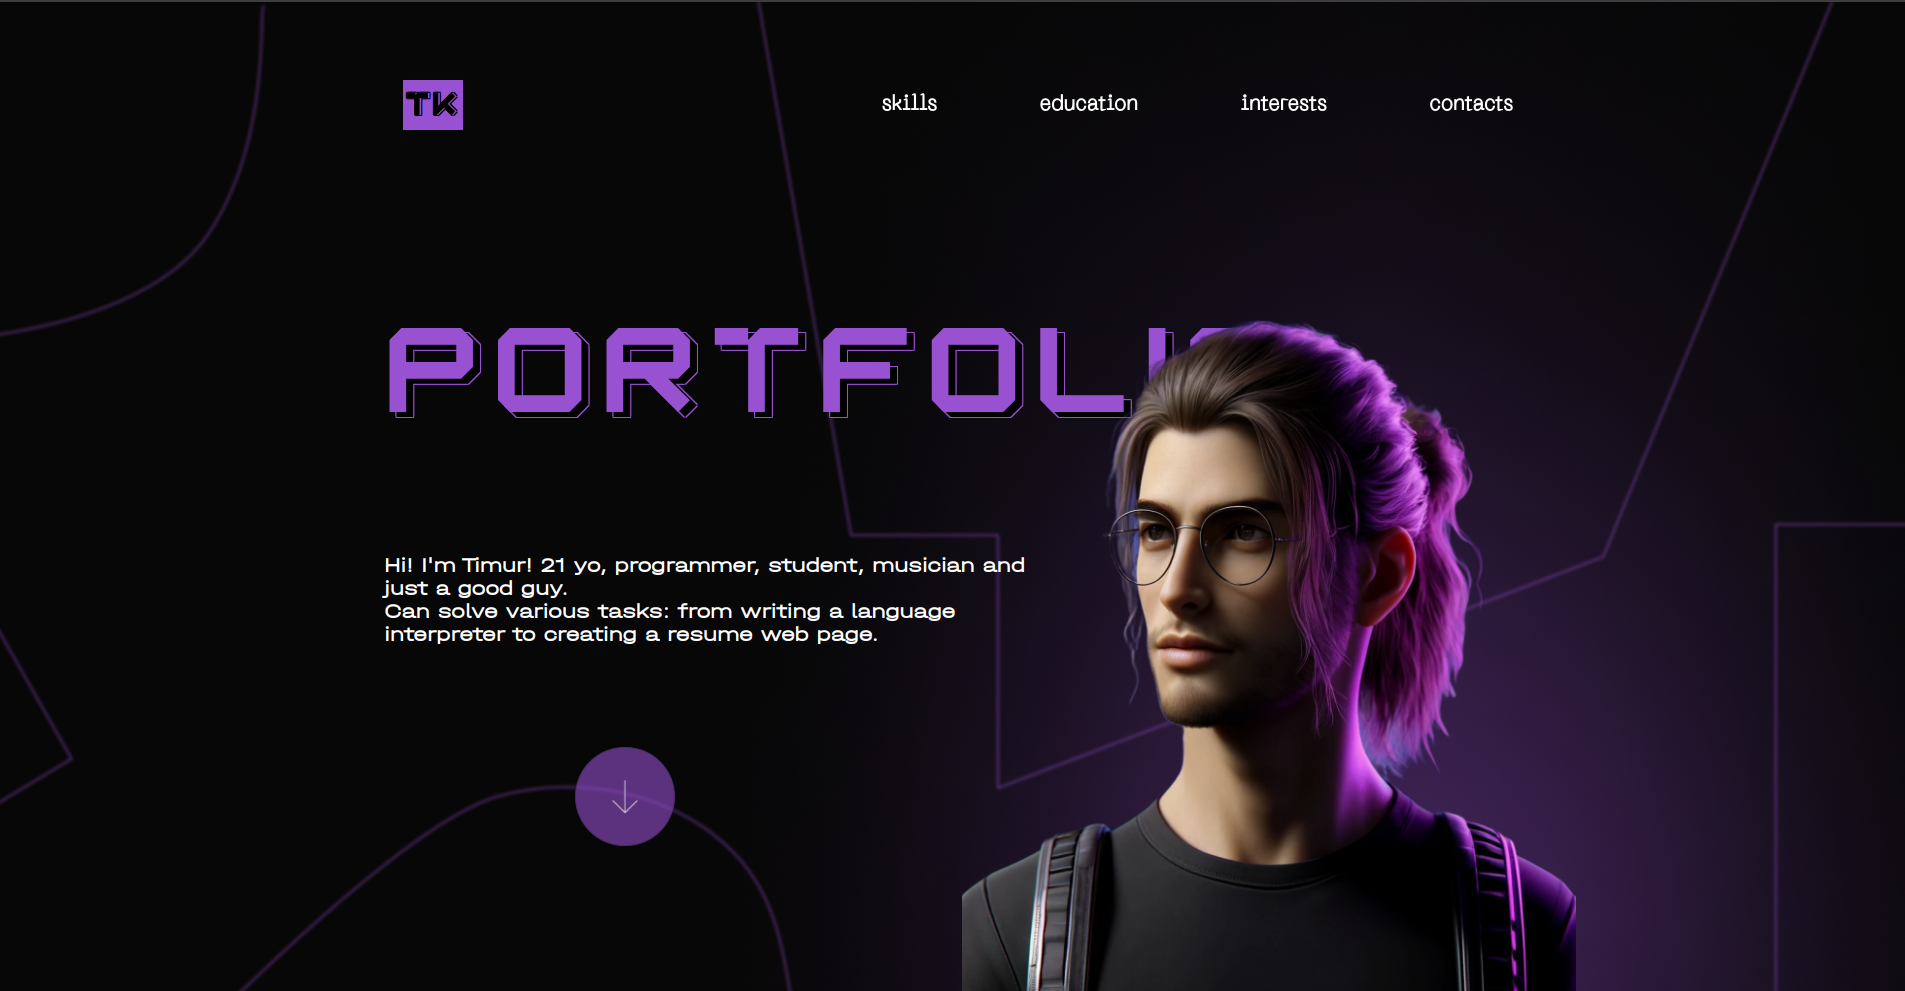 TK
skills education interests contacts
PORTFOLI
Hi! I'm Timur! 21 yo, programmer, student, musician and
just a good guy.
Can solve various tasks: from writing a language
interpreter to creating a resume web page.